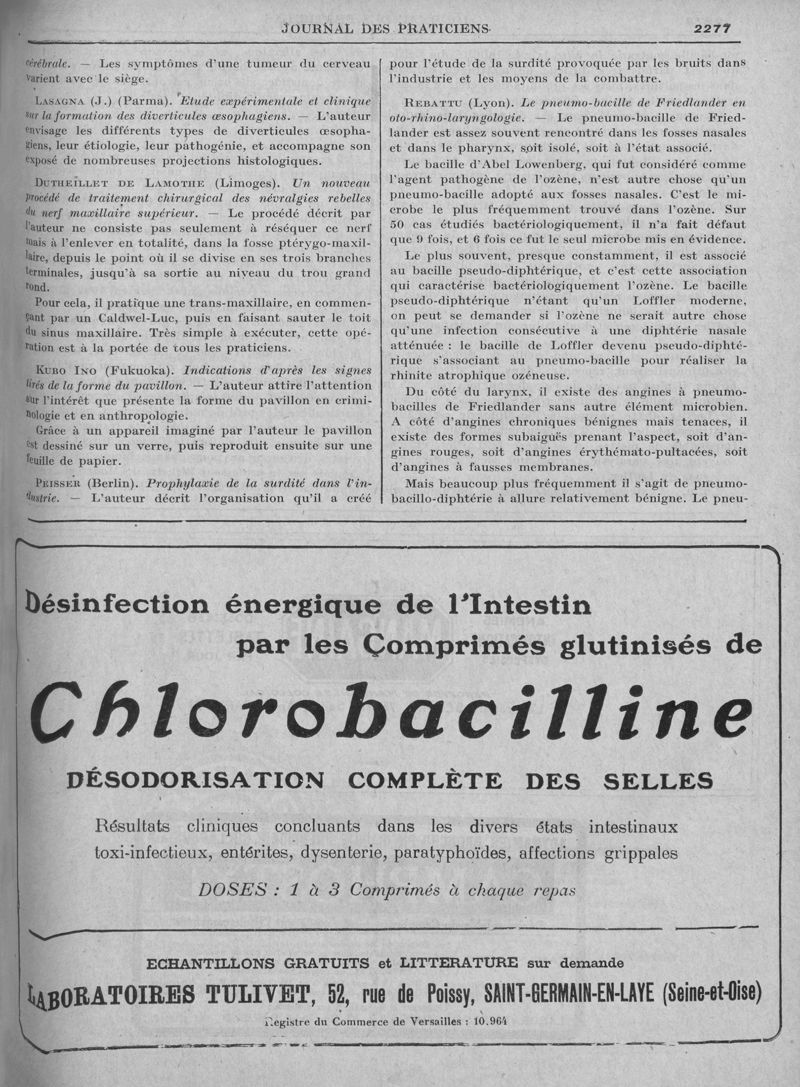 JOURNAL DES PRATICIENS
2277
cérébrale. — Les symptômes d'une tumeur du cerveau
varient avec le siège.
LASAGNA (J.) (Parma). Etude expérimentale et clinique
sur la formation des diverticules œsophagiens. — L'auteur
envisage les différents types de diverticules œsopha-
giens, leur étiologie, leur pathogénie, et accompagne son
exposé de nombreuses projections histologiques.
DUTHEILLET DE LAMOTHE (Limoges). Un nouveau
procédé de traitement chirurgical des névralgies rebelles
du nerf maxillaire supérieur. — Le procédé décrit par
l'auteur ne consiste pas seulement à réséquer ce nerf
mais à l'enlever en totalité, dans la fosse ptérygo-maxil-
laire, depuis le point où il se divise en ses trois branches
terminales, jusqu'à sa sortie au niveau du trou grand
rond.
Pour cela, il pratique une trans-maxillaire, en commen-
çant par un Caldwel-Luc, puis en faisant sauter le toit
du sinus maxillaire. Très simple à exécuter, cette opé-
ration est à la portée de tous les praticiens.
KUBO INO (Fukuoka). Indications d'après les signes
tirés de la forme du pavillon. — L'auteur attire l'attention
sur l'intérêt que présente la forme du pavillon en crimi-
nologie et en anthropologie.
Grâce à un appareil imaginé par l'auteur le pavillon
est dessiné sur un verre, puis reproduit ensuite sur une
feuille de papier.
PEISSER (Berlin). Prophylaxie de la surdité dans l'in-
dustrie. — L'auteur décrit l'organisation qu'il a créé
pour l'étude de la surdité provoquée par les bruits dans
l'industrie et les moyens de la combattre.
REBATTU (Lyon). Le pneumo-bacille de Friedlander en
oto-rhino-laryngologie. — Le pneumo-bacille de Fried-
lander est assez souvent rencontré dans les fosses nasales
et dans le pharynx, soit isolé, soit à l'état associé.
Le bacille d'Abel Lowenberg, qui fut considéré comme
l'agent pathogène de l'ozène, n'est autre chose qu'un
pneumo-bacille adopté aux fosses nasales. C'est le mi-
crobe le plus fréquemment trouvé dans l'ozène. Sur
50 cas étudiés bactériologiquement, il n'a fait défaut
que 9 fois, et 6 fois ce fut le seul microbe mis en évidence.
Le plus souvent, presque constamment, il est associé
au bacille pseudo-diphtérique, et c'est cette association
qui caractérise bactériologiquement l'ozène. Le bacille
pseudo-diphtérique n'étant qu'un Loffler moderne,
on peut se demander si l'ozène ne serait autre chose
qu'une infection consécutive à une diphtérie nasale
atténuée : le bacille de Loffler devenu pseudo-diphté-
rique s'associant au pneumo-bacille pour réaliser la
rhinite atrophique ozéneuse.
Du côté du larynx, il existe des angines à pneumo-
bacilles de Friedlander sans autre élément microbien.
A côté d'angines chroniques bénignes mais tenaces, il
existe des formes subaiguës prenant l'aspect, soit d'an-
gines rouges, soit d'angines érythémato-pultacées, soit
d'angines à fausses membranes.
Mais beaucoup plus fréquemment il s'agit de pneumo-
bacillo-diphtérie à allure relativement bénigne. Le pneu-
Désinfection énergique de l'Intestin
par les Comprimés glutinisés de
Chlorobacilline
DÉSODORISATION COMPLÈTE DES SELLES
Résultats cliniques concluants dans les divers états intestinaux
toxi-infectieux, entérites, dysenterie, paratyphoïdes, affections grippales
DOSES : 1 à 3 Comprimés à chaque repas
ECHANTILLONS GRATUITS et LITTERATURE sur demande
LABORATOIRES TULIVET, 52, rue de Poissy, SAINT-GERMAIN-EN-LAYE (Seine-et-Oise)
Registre du Commerce de Versailles : 10.964